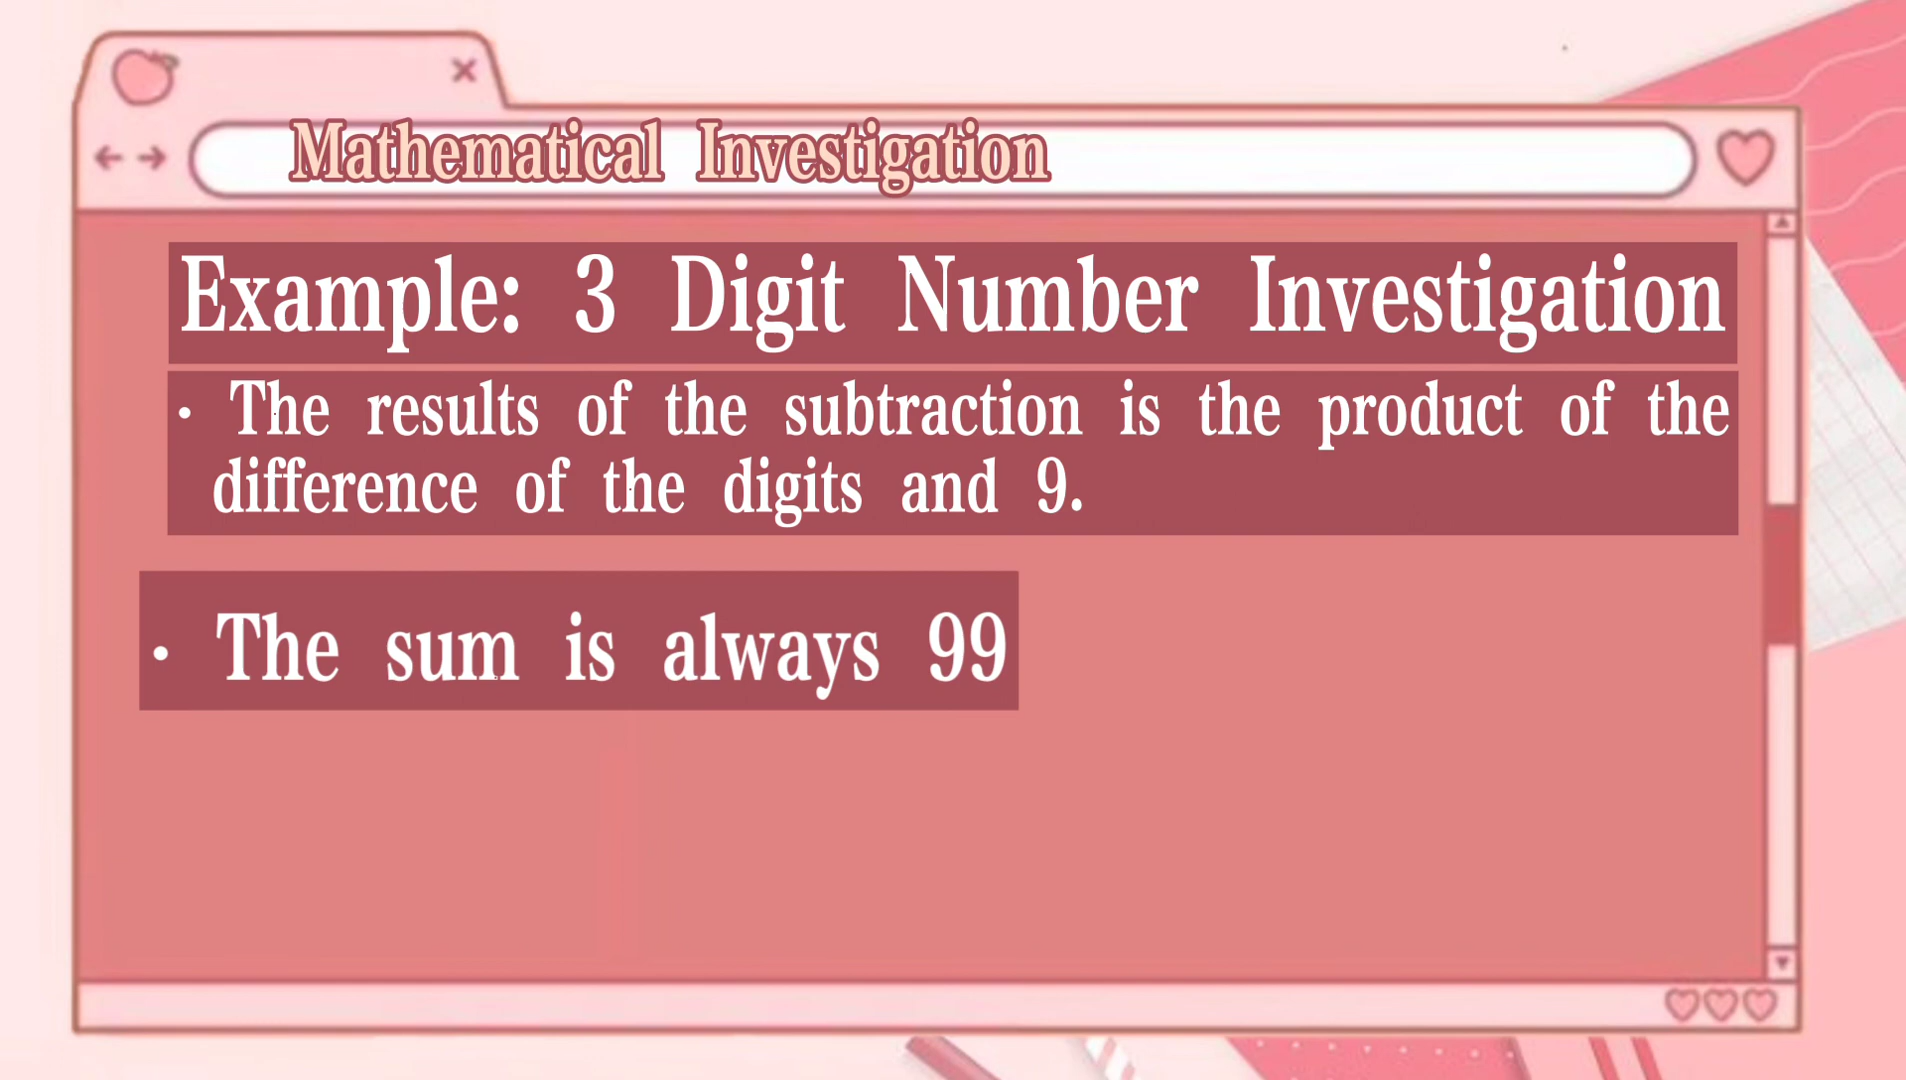 Mathematical Investigation
Example: 3 Digit Number Investigation
• The results of the subtraction is the product of the
difference of the digits and 9.
• The sum is always 99